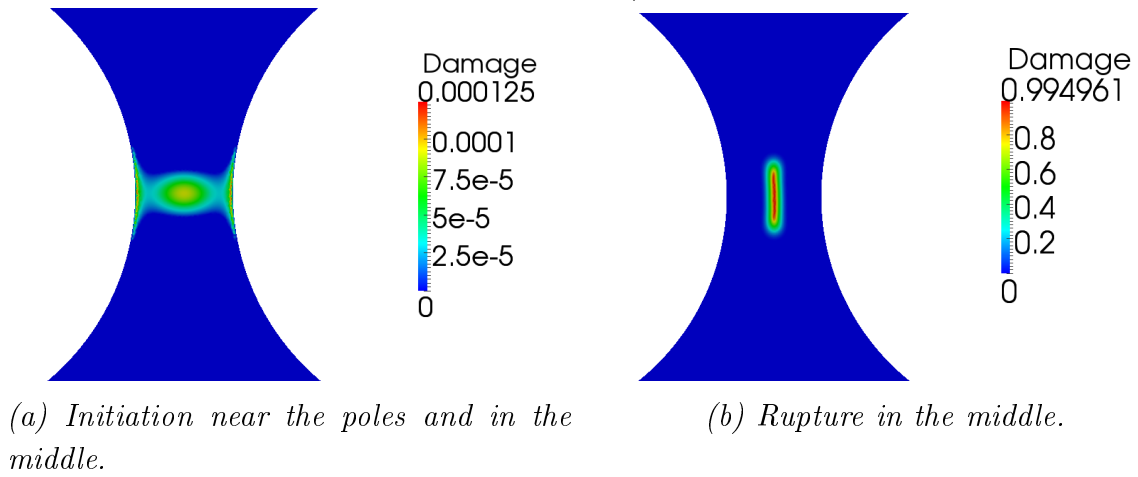 Damage
0.000125
0.0001
7.5e-5
5e-5
2.5e-5
0
Damage
0.994961
0.8
0.6
0.4
0.2
0
(a) Initiation near the poles and in the
middle.
(b) Rupture in the middle.